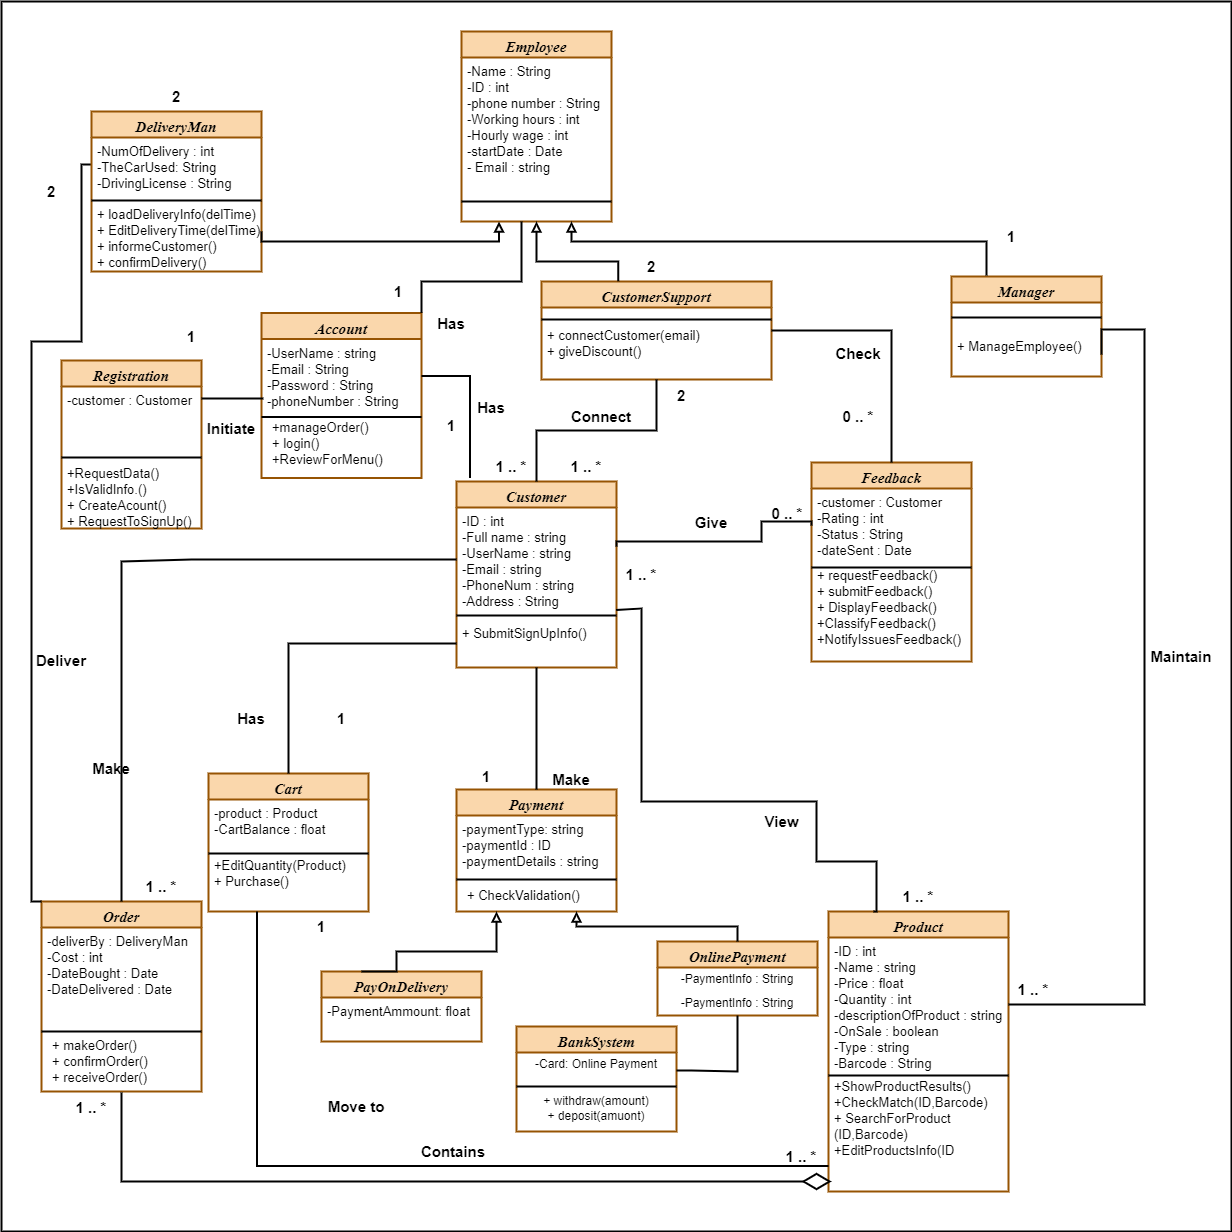 Employee
-Name : String
-ID : int
-phone number : String
-Working hours : int
-Hourly wage : int
-startDate : Date
- Email : string
2
DeliveryMan
-NumOfDelivery : int
-TheCarUsed: String
-DrivingLicense : String
+ loadDeliveryInfo(delTime)
+ EditDeliveryTime(delTime)
+ informeCustomer()
+ confirmDelivery()
2
1
2
1
Has
CustomerSupport
+ connectCustomer(email)
+ giveDiscount()
Manager
+ ManageEmployee()
Account
-UserName : string
-Email : String
-Password : String
-phoneNumber : String
+manageOrder()
+ login()
+ReviewForMenu()
1
Registration
-customer : Customer
+RequestData()
+IsValidInfo.()
+ CreateAcount()
+ RequestToSignUp()
Initiate
Has
1
Connect
2
Check
0 .. *
1 .. *
1 .. *
Customer
-ID : int
-Full name : string
-UserName : string
-Email : string
-PhoneNum : string
-Address : String
+ SubmitSignUpInfo()
Give
0 .. *
1 .. *
Feedback
-customer : Customer
-Rating : int
-Status : String
-dateSent : Date
+ requestFeedback()
+ submitFeedback()
+ DisplayFeedback()
+ClassifyFeedback()
+NotifyIssuesFeedback()
Deliver
Maintain
Has
1
Make
1
Make
View
Cart
-product : Product
-CartBalance : float
+EditQuantity(Product)
+ Purchase()
Payment
-paymentType: string
-paymentId : ID
-paymentDetails : string
+ CheckValidation()
1 .. *
1 .. *
1
Order
-deliverBy : DeliveryMan
-Cost : int
-DateBought : Date
-DateDelivered : Date
+ makeOrder()
+ confirmOrder()
+ receiveOrder()
1 .. *
PayOnDelivery
-PaymentAmmount: float
OnlinePayment
-PaymentInfo : String
-PaymentInfo : String
BankSystem
-Card: Online Payment
+ withdraw(amount)
+ deposit(amuont)
Product
-ID : int
-Name : string
-Price : float
-Quantity : int
-descriptionOfProduct : string
-OnSale : boolean
-Type : string
-Barcode : String
+ShowProductResults()
+CheckMatch(ID,Barcode)
+ SearchForProduct
(ID,Barcode)
+EditProductsInfo(ID
1 .. *
Move to
Contains
1 .. *